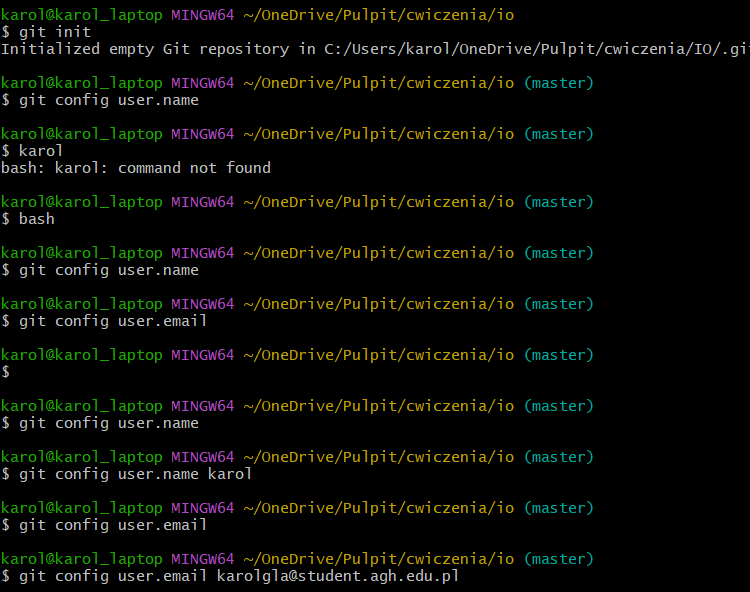 karol@karol_laptop MINGW64 ~/OneDrive/Pulpit/cwiczenia/io
$ git init
Initialized empty Git repository in C:/Users/karol/OneDrive/Pulpit/cwiczenia/IO/.gi
karol@karol_laptop MINGW64 ~/OneDrive/Pulpit/cwiczenia/io (master)
$ git config user.name
karol@karol_laptop MINGW64 ~/OneDrive/Pulpit/cwiczenia/io (master)
$ karol
bash: karol: command not found
karol@karol_laptop MINGW64 ~/OneDrive/Pulpit/cwiczenia/io (master)
$ bash
karol@karol_laptop MINGW64 ~/OneDrive/Pulpit/cwiczenia/io (master)
$ git config user.name
karol@karol_laptop MINGW64 ~/OneDrive/Pulpit/cwiczenia/io (master)
$ git config user.email
karol@karol_laptop MINGW64 ~/OneDrive/Pulpit/cwiczenia/io (master)
$
karol@karol_laptop MINGW64 ~/OneDrive/Pulpit/cwiczenia/io (master)
$ git config user.name
karol@karol_laptop MINGW64 ~/OneDrive/Pulpit/cwiczenia/io (master)
$ git config user.name karol
karol@karol_laptop MINGW64 ~/OneDrive/Pulpit/cwiczenia/io (master)
$ git config user.email
karol@karol_laptop MINGW64 ~/OneDrive/Pulpit/cwiczenia/io (master)
$ git config user.email karolgla@student.agh.edu.pl